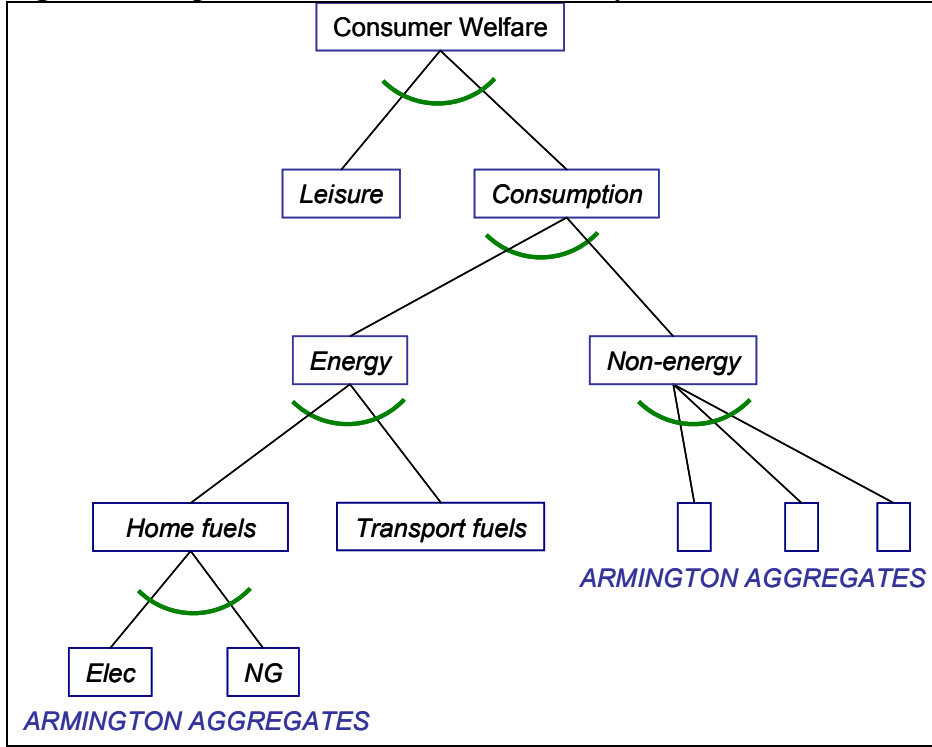 Consumer Welfare
Leisure
Consumption
Energy
Non-energy
Home fuels
Transport fuels
ARMINGTON AGGREGATES
Elec
NG
ARMINGTON AGGREGATES